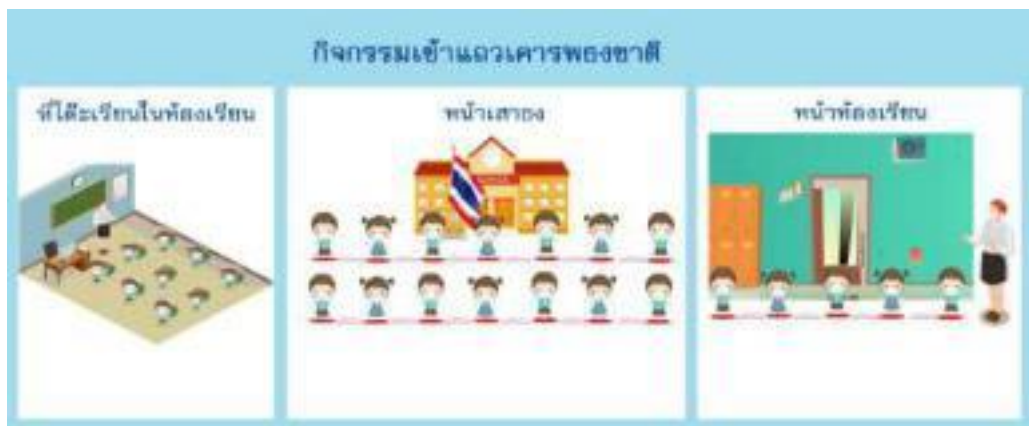 กิจกรรมเข้าแถวเคารพธงชาติ
ที่โต๊ะเรียนในห้องเรียน
หน้าเสาธง
หน้าห้องเรียน